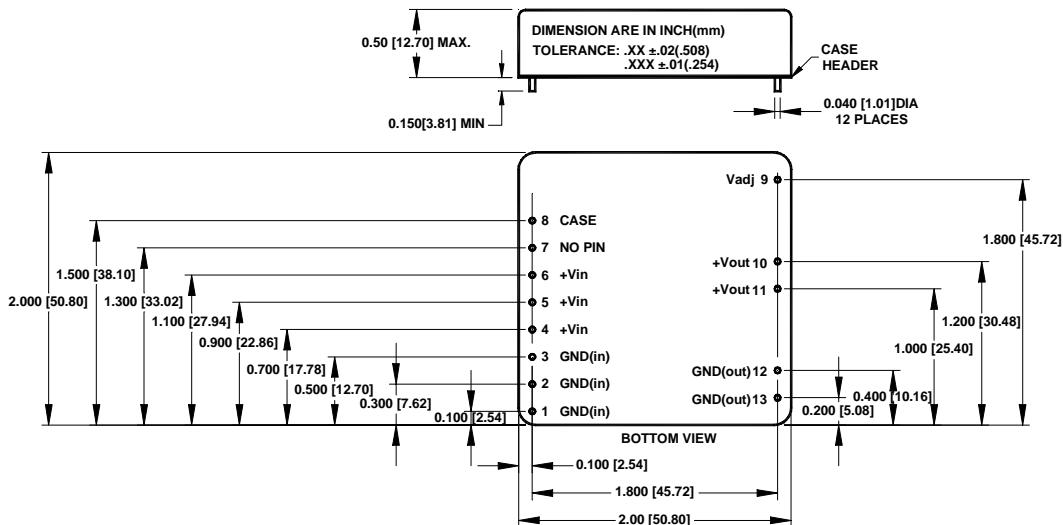 DIMENSION ARE IN INCH(mm)
TOLERANCE: .XX ±.02(.508)
.XXX ±.01(.254)
0.50 [12.70] MAX.
CASE
HEADER
0.150[3.81] MIN
0.040 [1.01]DIA
12 PLACES
Vadj 9
8 CASE
7 NO PIN
6 +Vin
5 +Vin
4 +Vin
3 GND(in)
2 GND(in)
1 GND(in)
+Vout 10
+Vout 11
GND(out)12
GND(out)13
2.000 [50.80]
1.500 [38.10]
1.300 [33.02]
1.100 [27.94]
0.900 [22.86]
0.700 [17.78]
0.500 [12.70]
0.300 [7.62]
0.100 [2.54]
1.800 [45.72]
1.200 [30.48]
1.000 [25.40]
0.400 [10.16]
0.200 [5.08]
BOTTOM VIEW
0.100 [2.54]
1.800 [45.72]
2.00 [50.80]